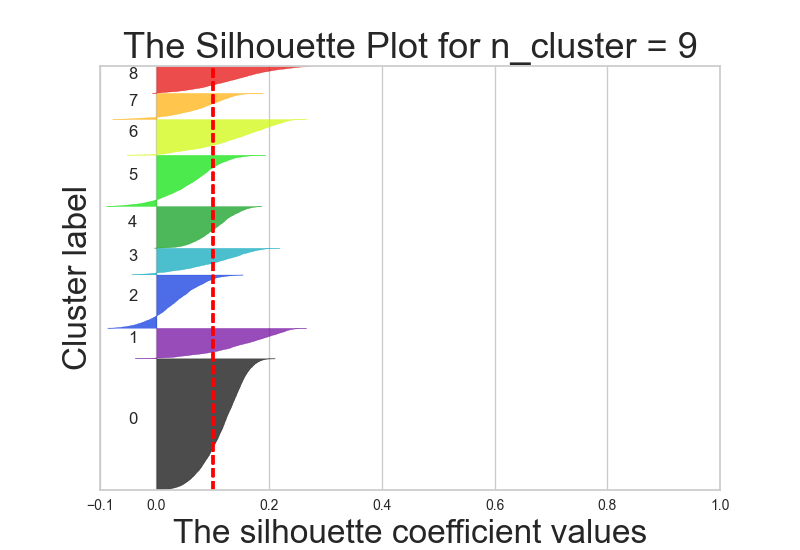 The Silhouette Plot for n_cluster = 9
Cluster label
8
7
6
5
4
3
2
1
0
−0.1 0.0 0.2 0.4 0.6 0.8 1.0
The silhouette coefficient values